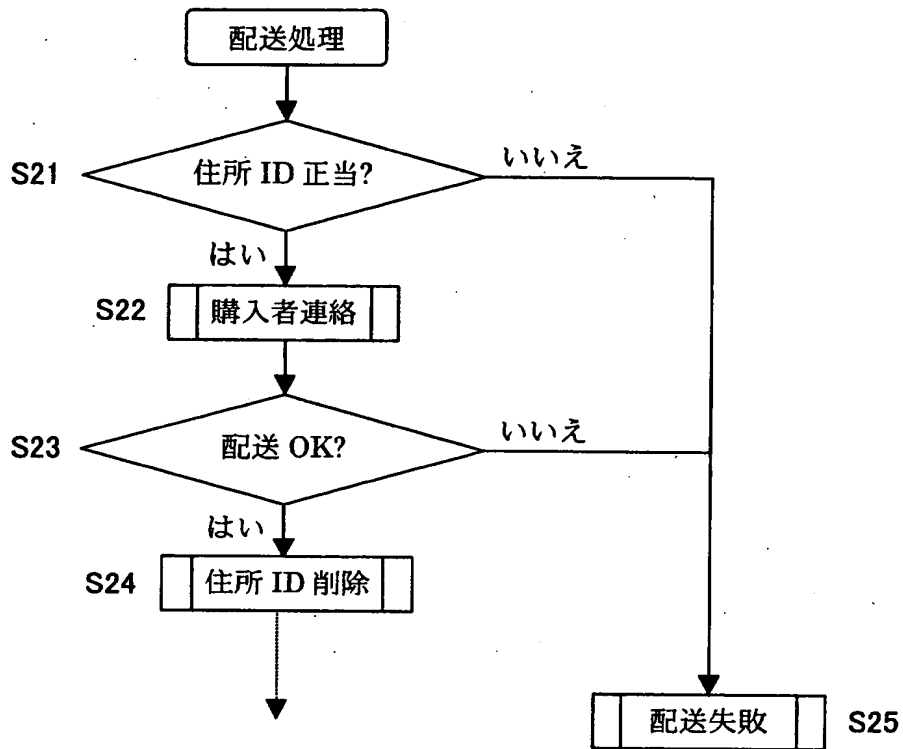 配送処理
S21
住所 ID 正当?
いいえ
はい
S22
購入者連絡
S23
配送 OK?
いいえ
はい
S24
住所 ID 削除
配送失敗
S25